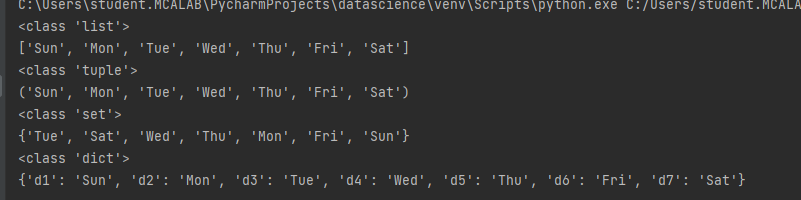 C:\Users\student.MCALAB\PycharmProjects\datascience\venv\Scripts\python.exe C:/Users/student.MCALA
<class 'list'>
['Sun', 'Mon', 'Tue', 'Wed', 'Thu', 'Fri', 'Sat']
<class 'tuple'>
('Sun', 'Mon', 'Tue', 'Wed', 'Thu', 'Fri', 'Sat')
<class 'set'>
{'Tue', 'Sat', 'Wed', 'Thu', 'Mon', 'Fri', 'Sun'}
<class 'dict'>
{'d1': 'Sun', 'd2': 'Mon', 'd3': 'Tue', 'd4': 'Wed', 'd5': 'Thu', 'd6': 'Fri', 'd7': 'Sat'}